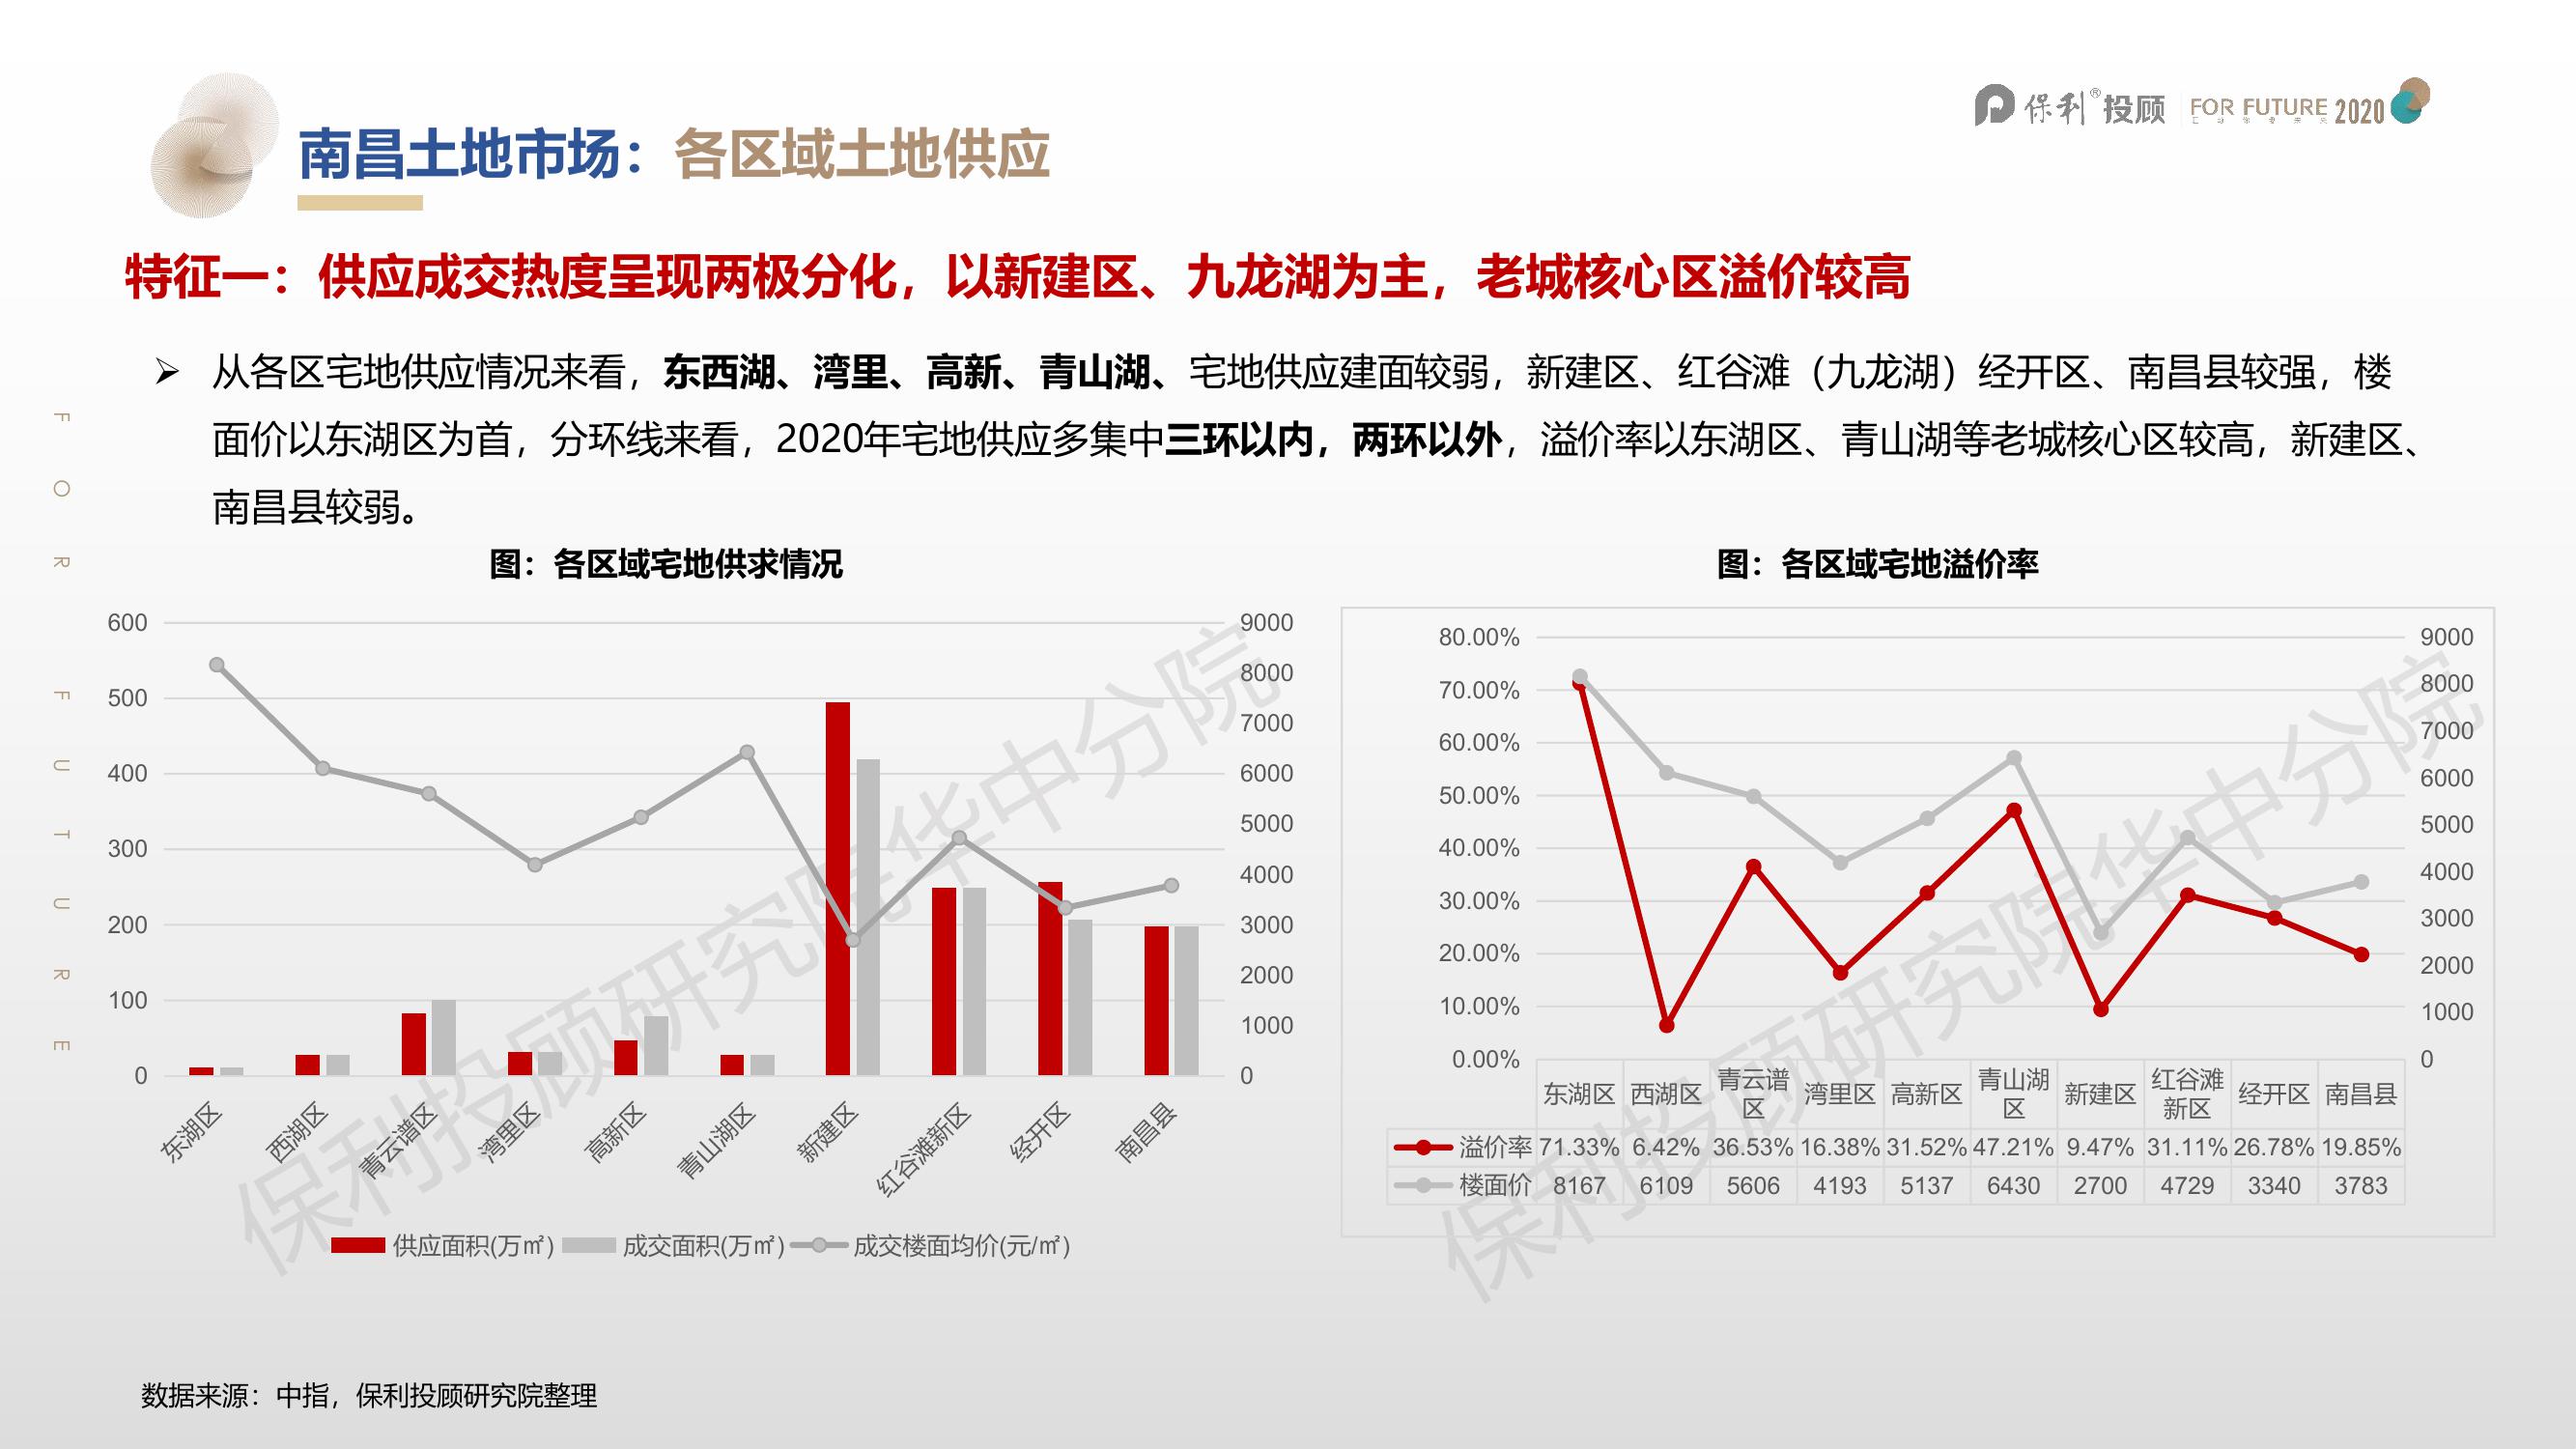 保利®投顾 FOR FUTURE 2020
南昌土地市场：各区域土地供应
特征一：供应成交热度呈现两极分化，以新建区、九龙湖为主，老城核心区溢价较高
➢ 从各区宅地供应情况来看，东西湖、湾里、高新、青山湖、宅地供应建面较弱，新建区、红谷滩（九龙湖）经开区、南昌县较强，楼
面价以东湖区为首，分环线来看，2020年宅地供应多集中三环以内，两环以外，溢价率以东湖区、青山湖等老城核心区较高，新建区、
南昌县较弱。
FOR FUTURE
图：各区域宅地供求情况
600
500
400
300
200
100
0
9000
8000
7000
6000
5000
4000
3000
2000
1000
0
东湖区 西湖区 青云谱区 湾里区 高新区 青山湖区 新建区 红谷滩新区 经开区 南昌县
供应面积(万㎡) 成交面积(万㎡) 成交楼面均价(元/㎡)
图：各区域宅地溢价率
80.00%
70.00%
60.00%
50.00%
40.00%
30.00%
20.00%
10.00%
0.00%
9000
8000
7000
6000
5000
4000
3000
2000
1000
0
东湖区 西湖区 青云谱区 湾里区 高新区 青山湖区 新建区 红谷滩新区 经开区 南昌县
溢价率 71.33% 6.42% 36.53% 16.38% 31.52% 47.21% 9.47% 31.11% 26.78% 19.85%
楼面价 8167 6109 5606 4193 5137 6430 2700 4729 3340 3783
保利投顾研究院华中分院
保利投顾研究院华中分院
数据来源：中指，保利投顾研究院整理